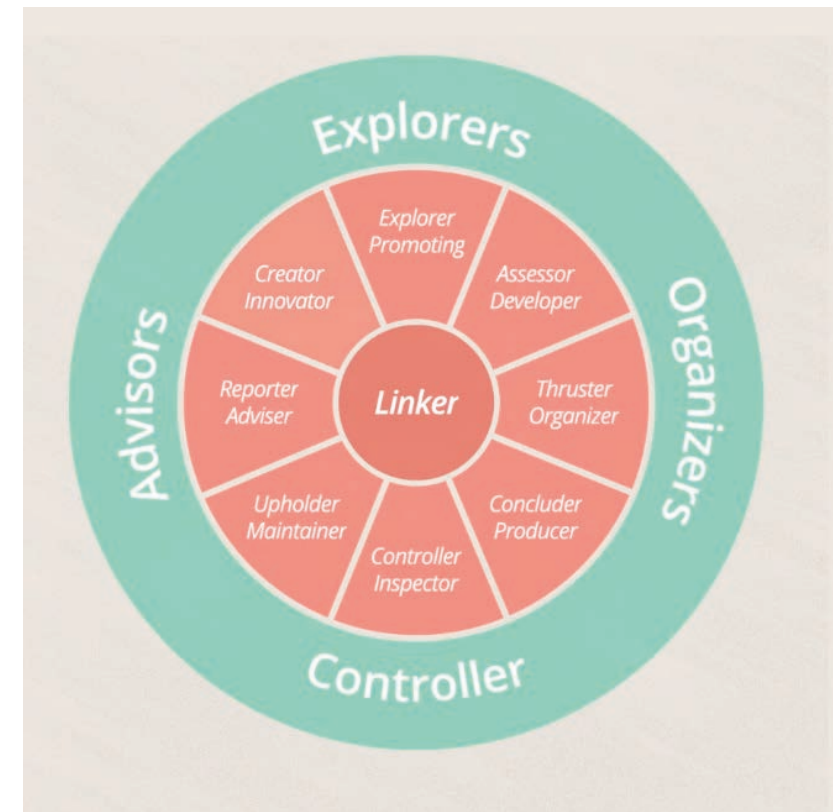 Explorers
Explorer
Promoting
Creator
Innovator
Assessor
Developer
Advisors
Organizers
Reporter
Adviser
Linker
Thruster
Organizer
Upholder
Maintainer
Concluder
Producer
Controller
Inspector
Controller